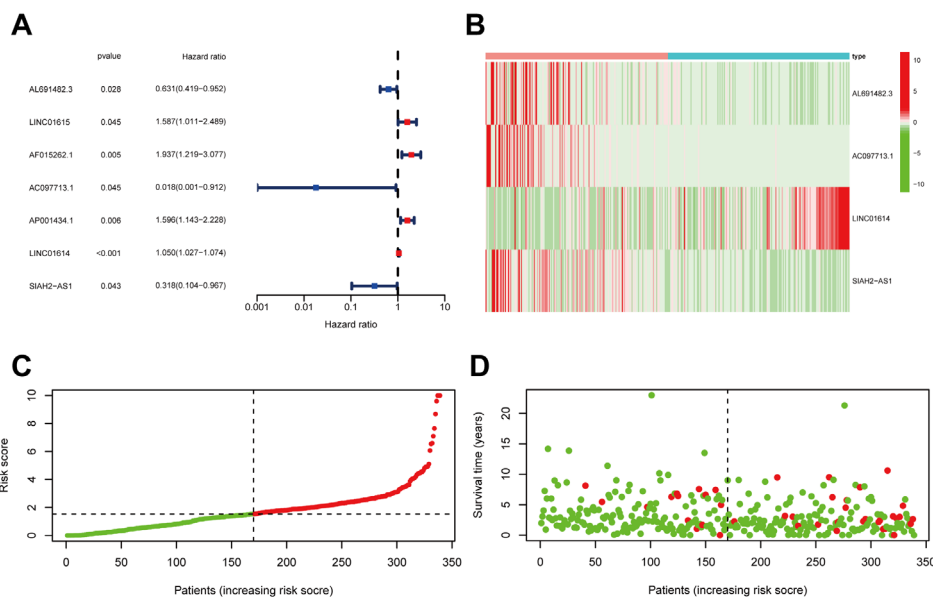 A
pvalue Hazard ratio
AL691482.3 0.028 0.631(0.419−0.952)
LINC01615 0.045 1.587(1.011−2.489)
AF015262.1 0.005 1.937(1.219−3.077)
AC097713.1 0.045 0.018(0.001−0.912)
AP001434.1 0.006 1.596(1.143−2.228)
LINC01614 <0.001 1.050(1.027−1.074)
SIAH2−AS1 0.043 0.318(0.104−0.967)
0.001 0.01 0.1 1 10
Hazard ratio
B
type
AL691482.3
AC097713.1
LINC01614
SIAH2−AS1
10
5
0
−5
−10
C
Risk score
10
8
6
4
2
0
0 50 100 150 200 250 300 350
Patients (increasing risk socre)
D
Survival time (years)
20
15
10
5
0
0 50 100 150 200 250 300 350
Patients (increasing risk socre)